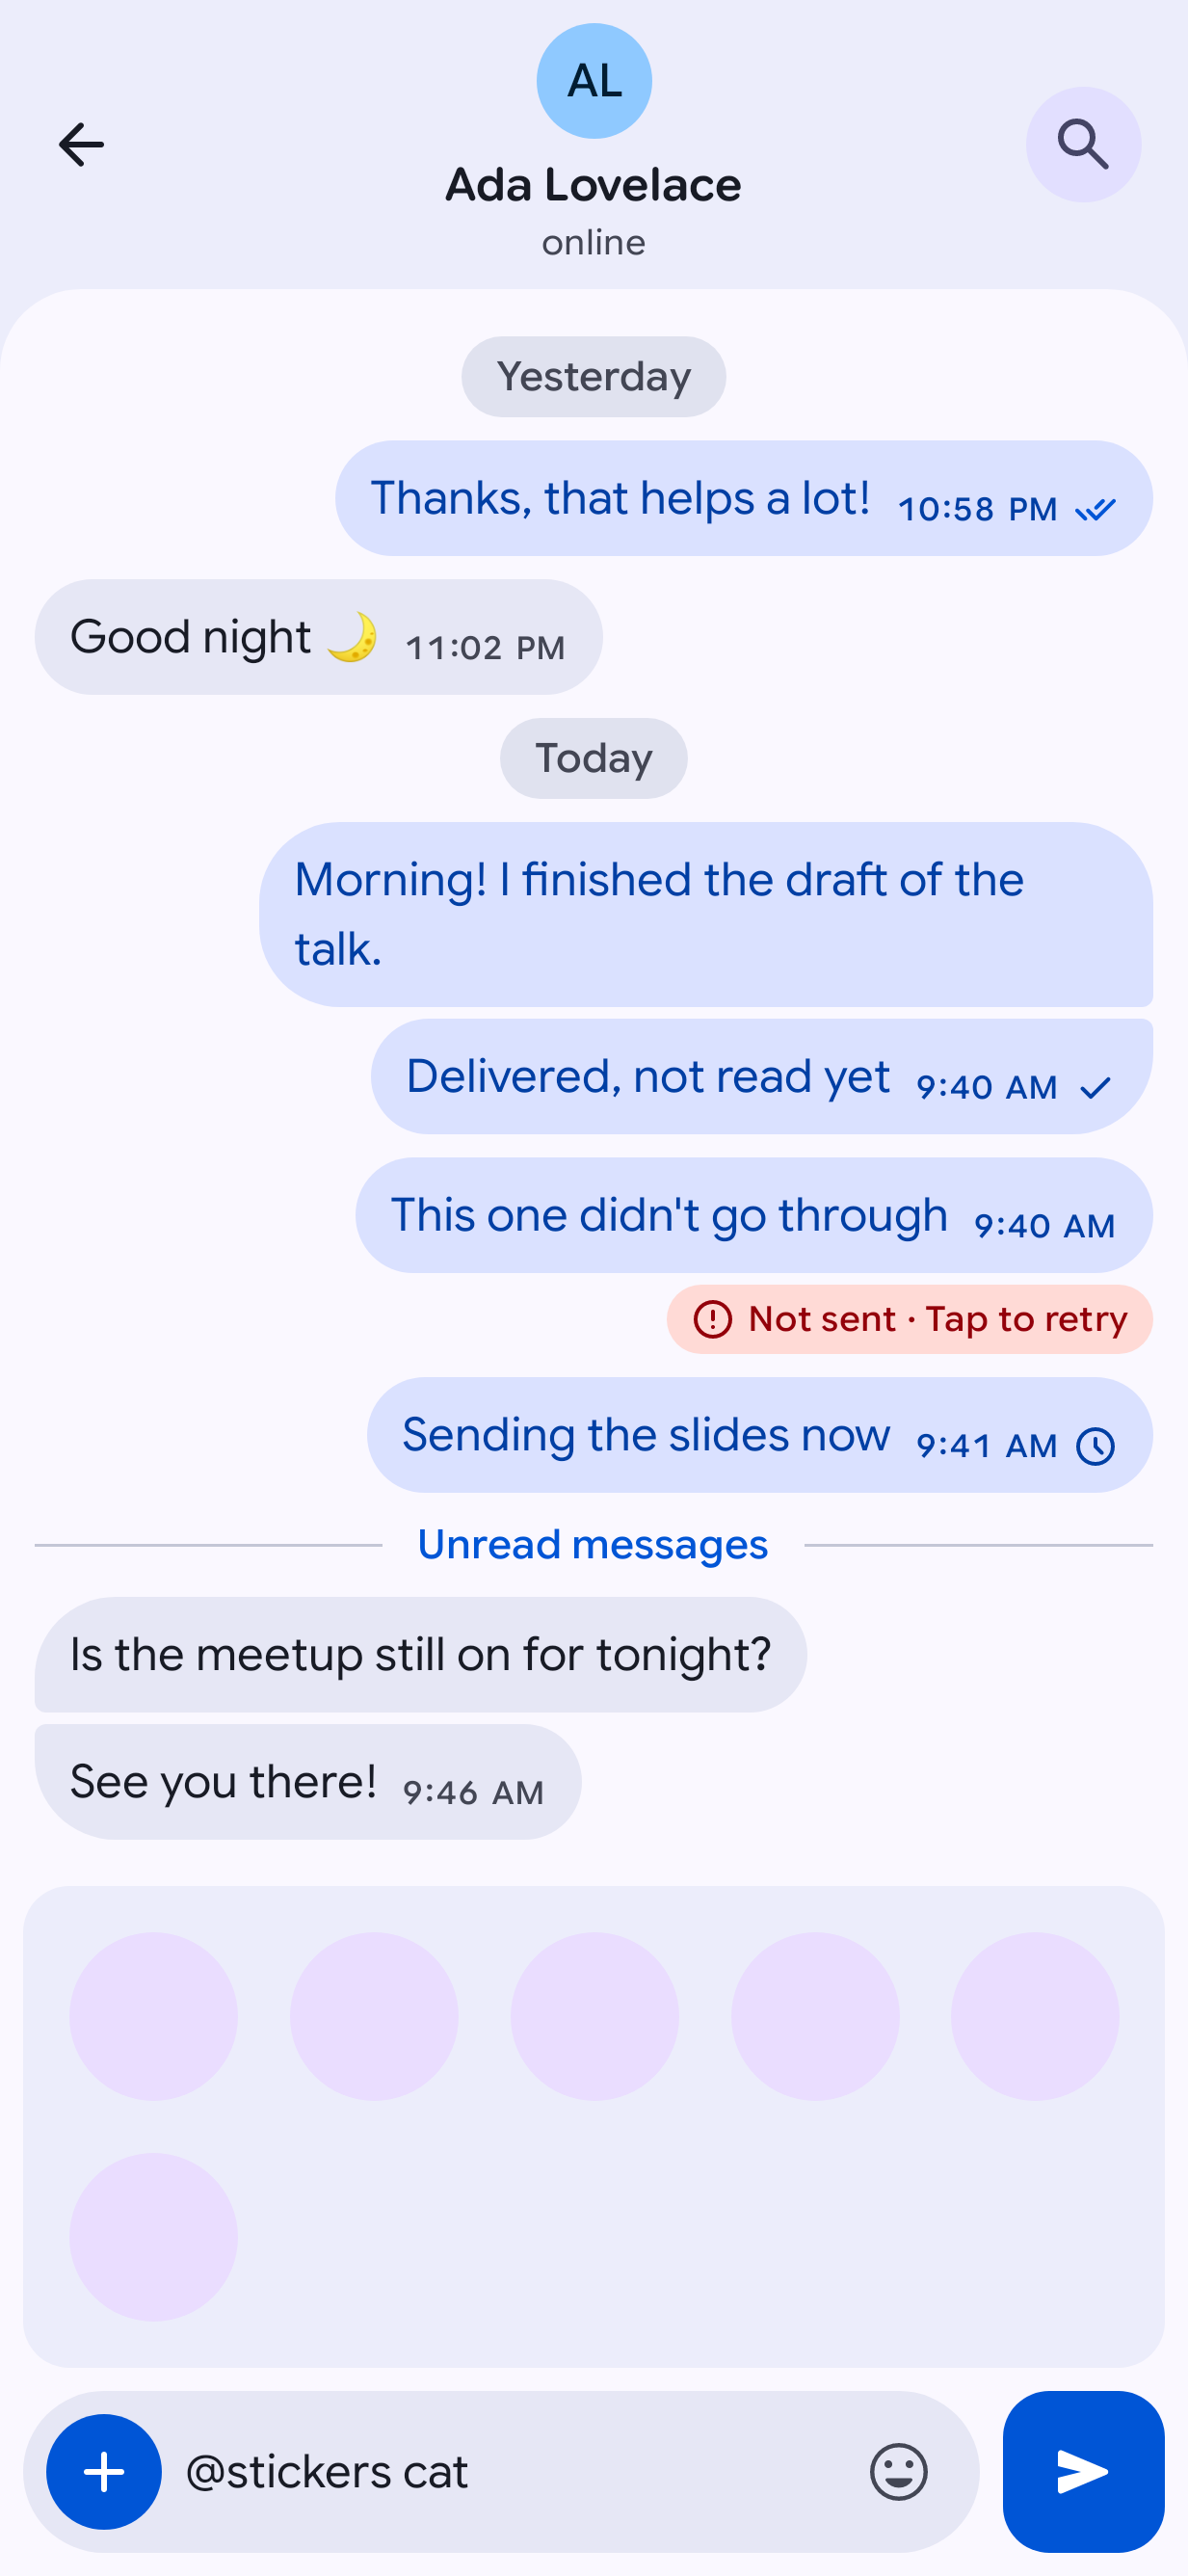 AL
Ada Lovelace
online
Yesterday
Thanks, that helps a lot! 10:58 PM
Good night 🌛 11:02 PM
Today
Morning! I finished the draft of the
talk.
Delivered, not read yet 9:40 AM
This one didn't go through 9:40 AM
Not sent · Tap to retry
Sending the slides now 9:41 AM
Unread messages
Is the meetup still on for tonight?
See you there! 9:46 AM
@stickers cat